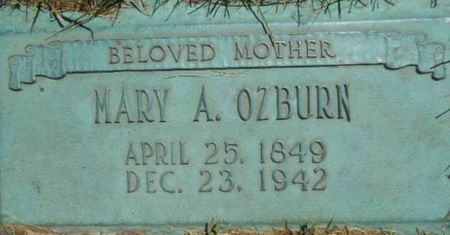 BELOVED MOTHER
MARY A. OZBURN
APRIL 25, 1849
DEC. 23, 1942